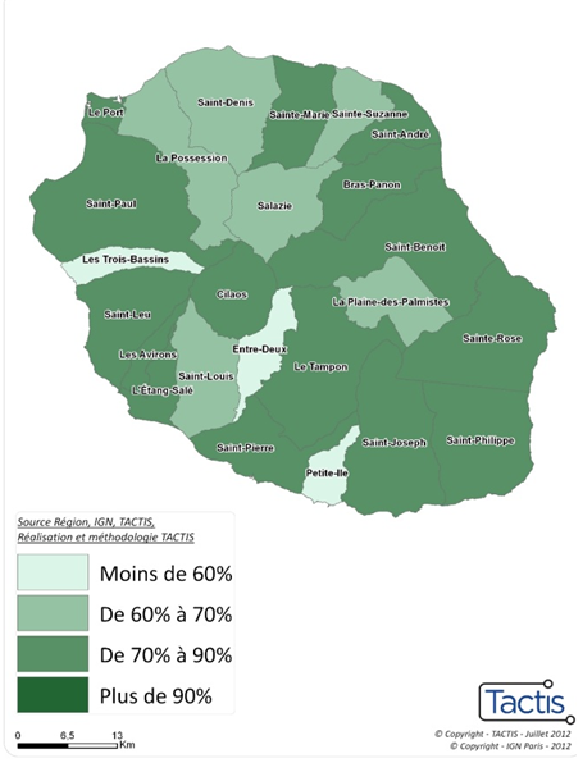 Saint-Denis
Le Port
Sainte-Marie
Sainte-Suzanne
Saint-André
La Possession
Bras-Panon
Saint-Paul
Salazie
Saint-Benoit
Les Trois-Bassins
Cilaos
La Plaine-des-Palmistes
Saint-Leu
Sainte-Rose
Entre-Deux
Les Avirons
Le Tampon
Saint-Louis
L'Étang-Salé
Saint-Pierre
Saint-Joseph
Saint-Philippe
Petite-Ile
Source Région, IGN, TACTIS,
Réalisation et méthodologie TACTIS
Moins de 60%
De 60% à 70%
De 70% à 90%
Plus de 90%
Tactis
0 6,5 13
Km
© Copyright - TACTIS - Juillet 2012
© Copyright - IGN Paris - 2012